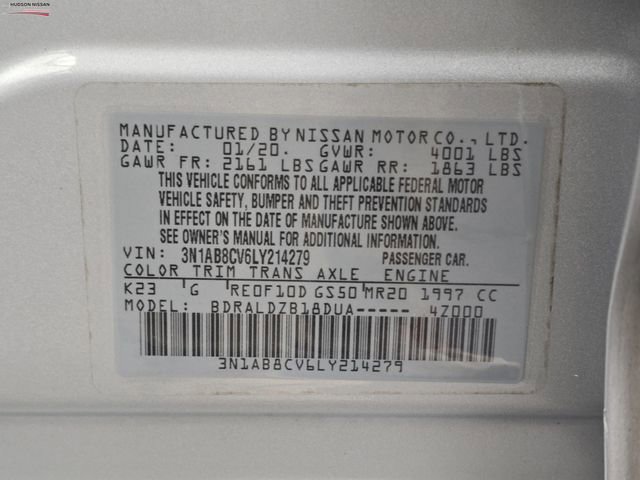 HUDSON NISSAN
MANUFACTURED BY NISSAN MOTOR CO., LTD.
DATE: 01/20. GVWR: 4001 LBS
GAWR FR: 2161 LBS GAWR RR: 1863 LBS
THIS VEHICLE CONFORMS TO ALL APPLICABLE FEDERAL MOTOR
VEHICLE SAFETY, BUMPER AND THEFT PREVENTION STANDARDS
IN EFFECT ON THE DATE OF MANUFACTURE SHOWN ABOVE.
SEE OWNER'S MANUAL FOR ADDITIONAL INFORMATION
VIN: 3N1AB8CV6LY214279 PASSENGER CAR.
COLOR TRIM TRANS AXLE ENGINE
K23 G RE0F10D GS50 MR20 1997 CC
MODEL: BDRALDZB18DUA----- 4Z000
3N1AB8CV6LY214279